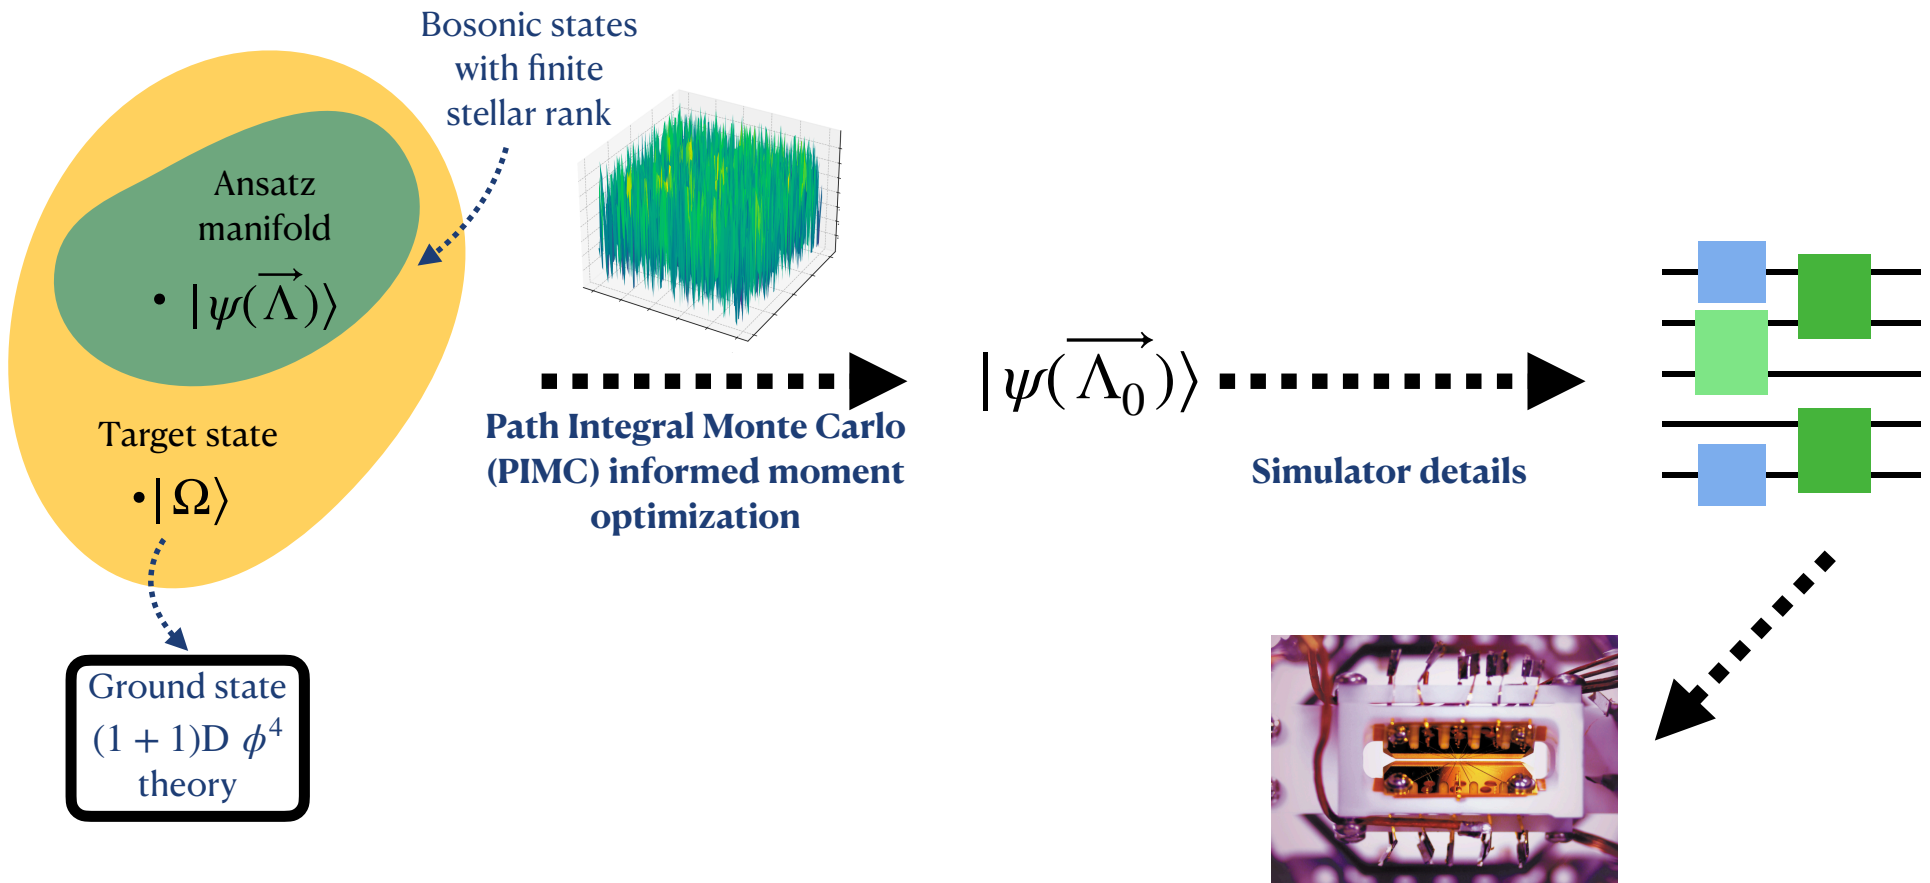 Bosonic states
with finite
stellar rank
Ansatz
manifold
• |ψ(Λ⃗)⟩
Target state
•|Ω⟩
Ground state
(1 + 1)D ϕ⁴
theory
Path Integral Monte Carlo
(PIMC) informed moment
optimization
|ψ(Λ₀⃗)⟩
Simulator details